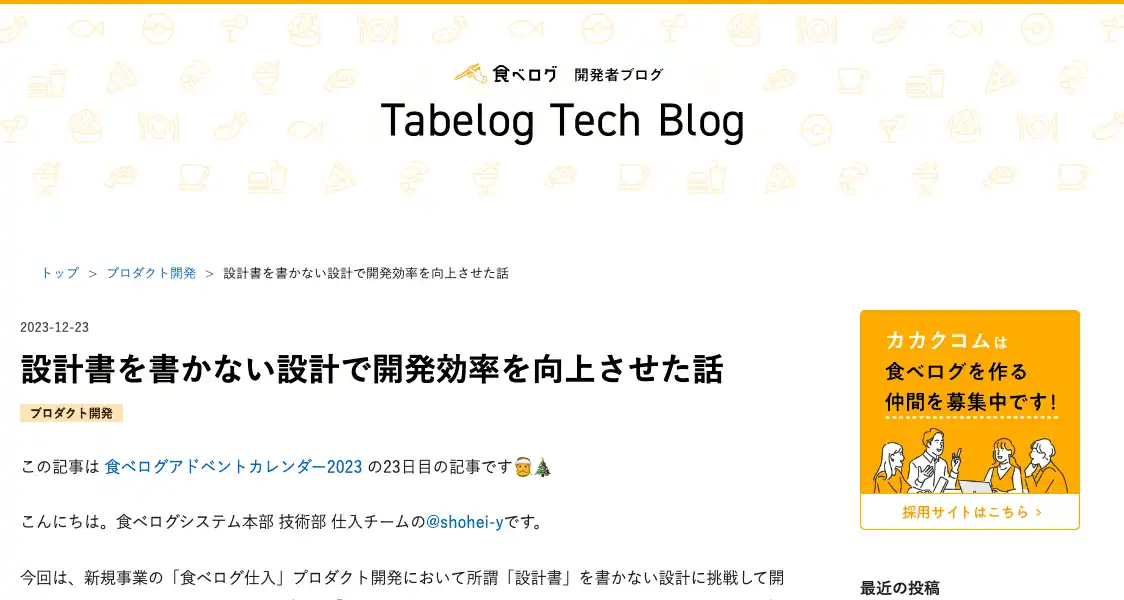 食べログ 開発者ブログ
Tabelog Tech Blog
トップ > プロダクト開発 > 設計書を書かない設計で開発効率を向上させた話
2023-12-23
設計書を書かない設計で開発効率を向上させた話
プロダクト開発
この記事は 食べログアドベントカレンダー2023 の23日目の記事です🎅🎄
こんにちは。食べログシステム本部 技術部 仕入チームの@shohei-yです。
今回は、新規事業の「食べログ仕入」プロダクト開発において所謂「設計書」を書かない設計に挑戦して開
カカクコムは
食べログを作る
仲間を募集中です!
採用サイトはこちら >
最近の投稿